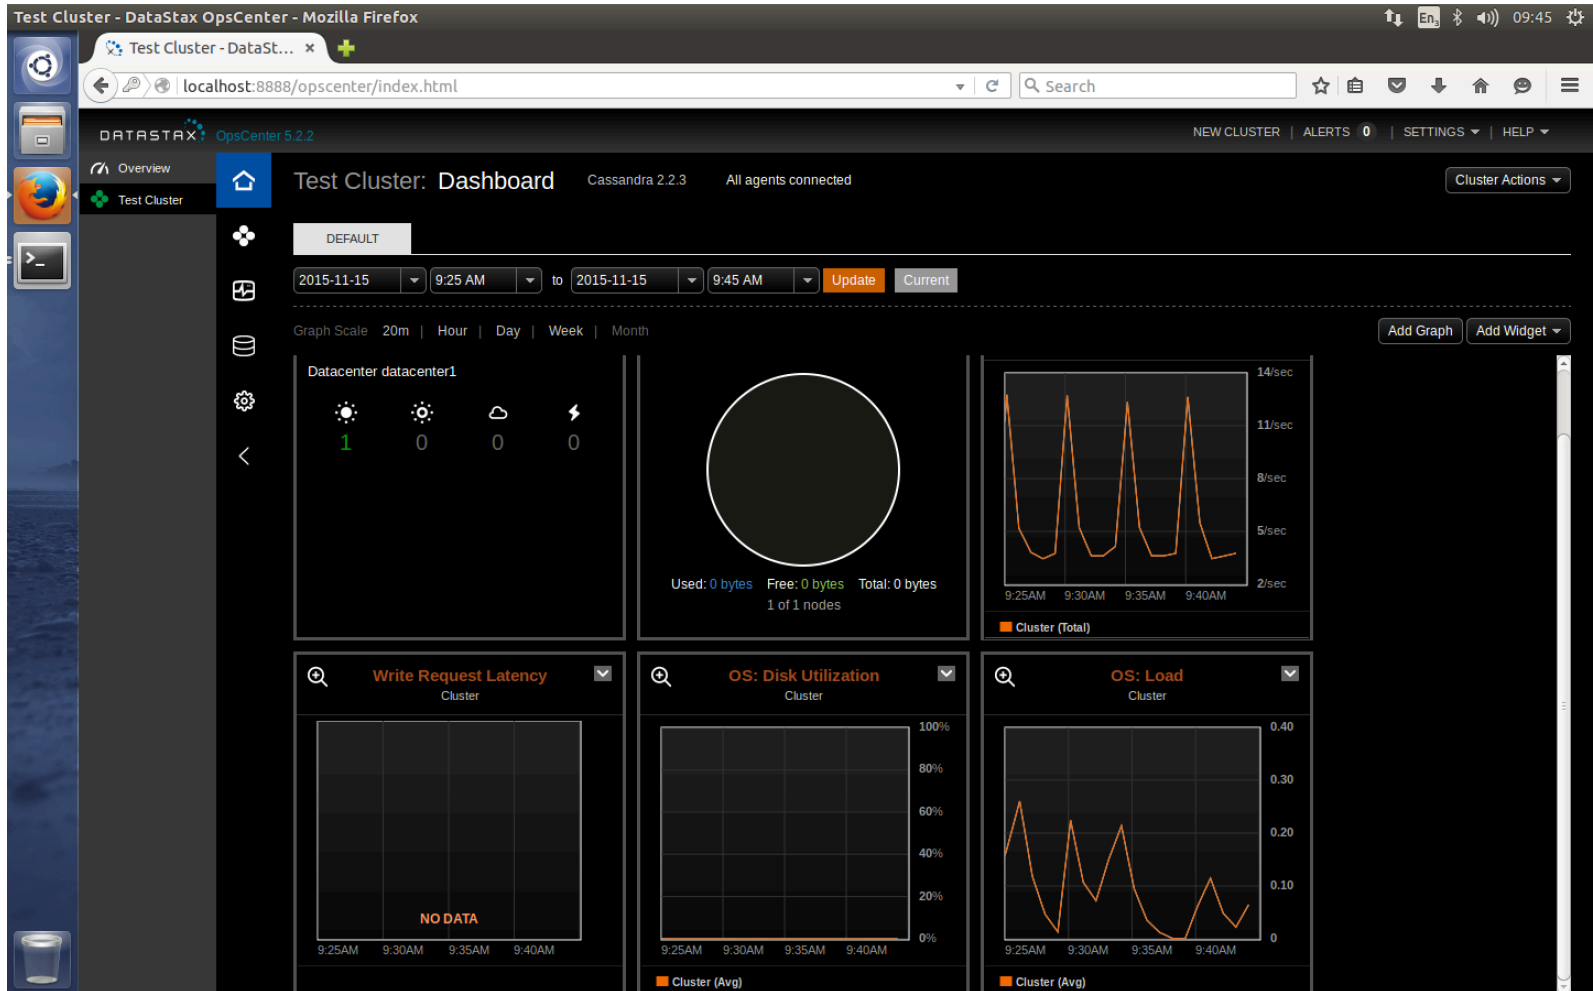 Test Cluster - DataStax OpsCenter - Mozilla Firefox
En3 09:45
Test Cluster - DataSt... ×
localhost:8888/opscenter/index.html
Search
DATASTAX OpsCenter 5.2.2
NEW CLUSTER | ALERTS 0 | SETTINGS | HELP
Overview
Test Cluster
Test Cluster: Dashboard Cassandra 2.2.3 All agents connected
Cluster Actions
DEFAULT
2015-11-15 9:25 AM to 2015-11-15 9:45 AM Update Current
Graph Scale 20m | Hour | Day | Week | Month
Add Graph Add Widget
Datacenter datacenter1
1 0 0 0
Used: 0 bytes Free: 0 bytes Total: 0 bytes
1 of 1 nodes
14/sec
11/sec
8/sec
5/sec
2/sec
9:25AM 9:30AM 9:35AM 9:40AM
Cluster (Total)
Write Request Latency
Cluster
NO DATA
9:25AM 9:30AM 9:35AM 9:40AM
OS: Disk Utilization
Cluster
100%
80%
60%
40%
20%
0%
9:25AM 9:30AM 9:35AM 9:40AM
Cluster (Avg)
OS: Load
Cluster
0.40
0.30
0.20
0.10
0
9:25AM 9:30AM 9:35AM 9:40AM
Cluster (Avg)